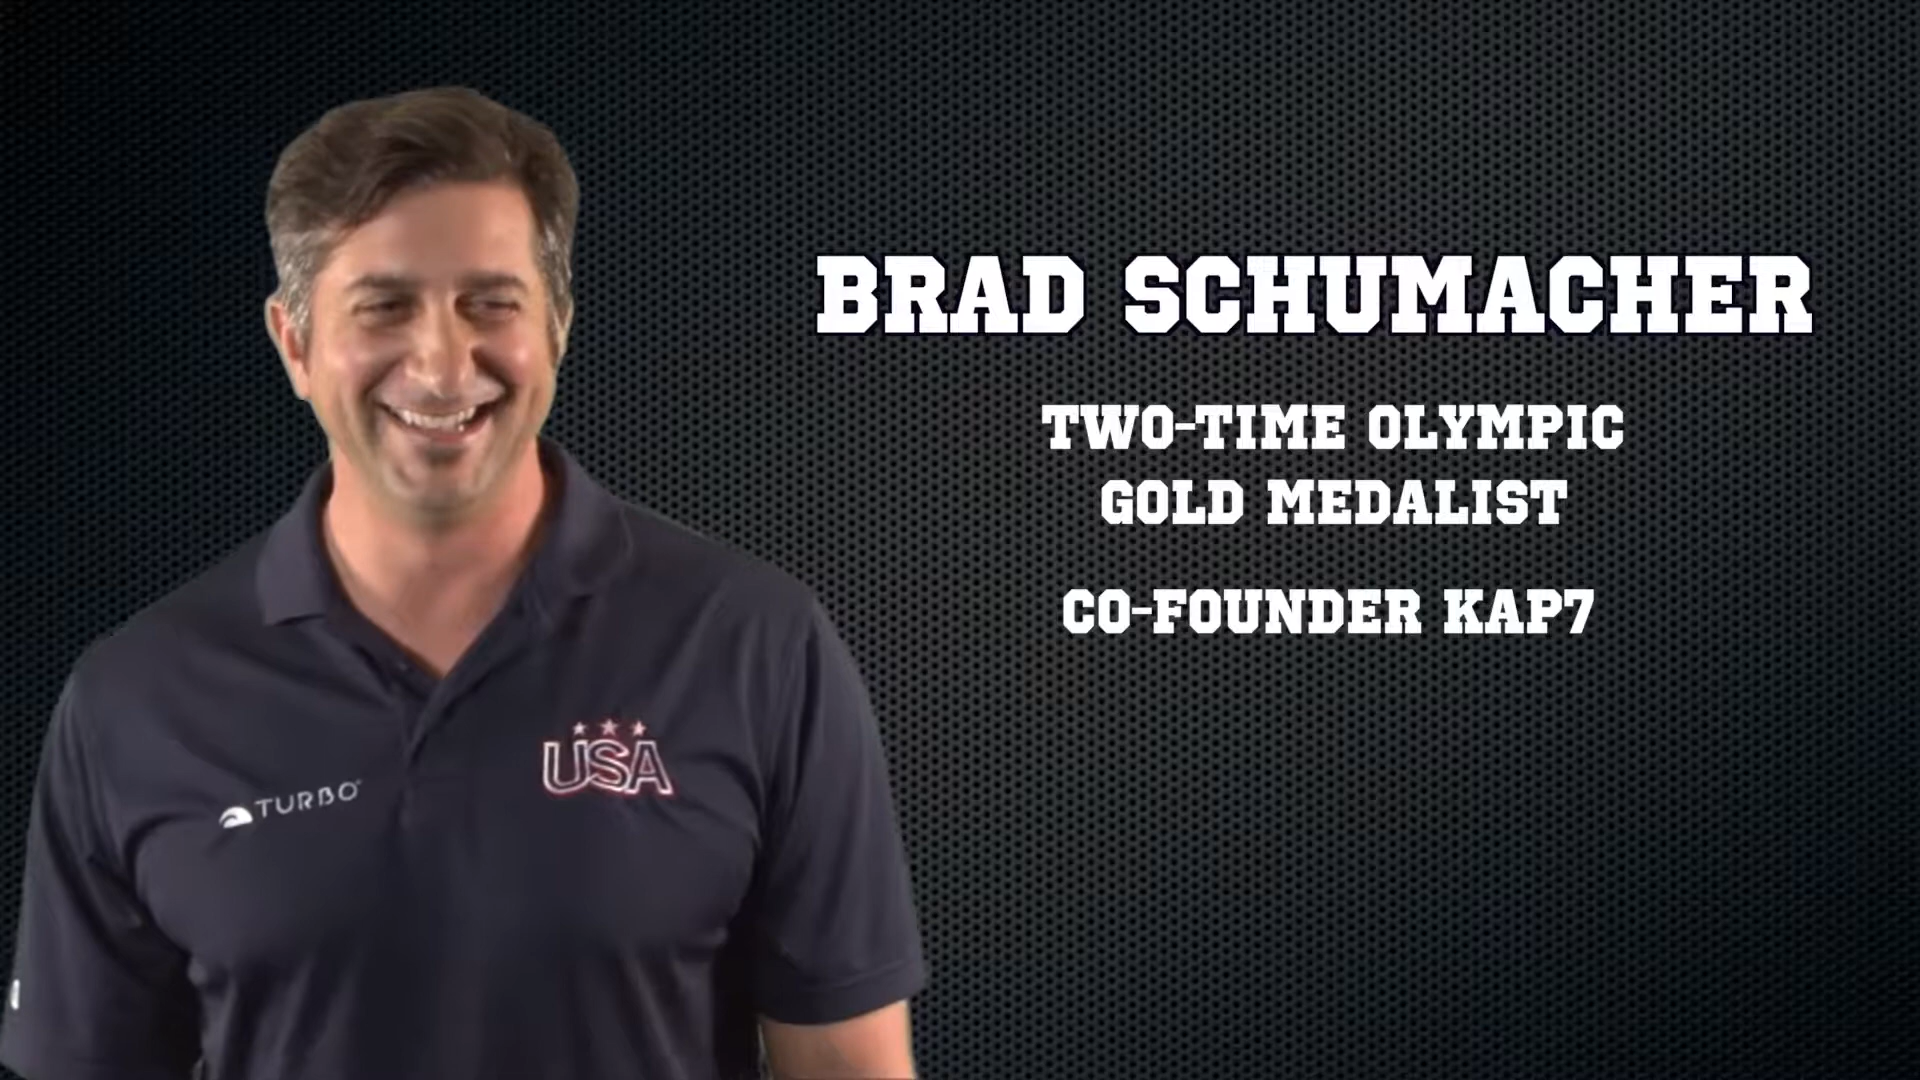 BRAD SCHUMACHER
TWO-TIME OLYMPIC
GOLD MEDALIST
CO-FOUNDER KAP7
USA
TURBO